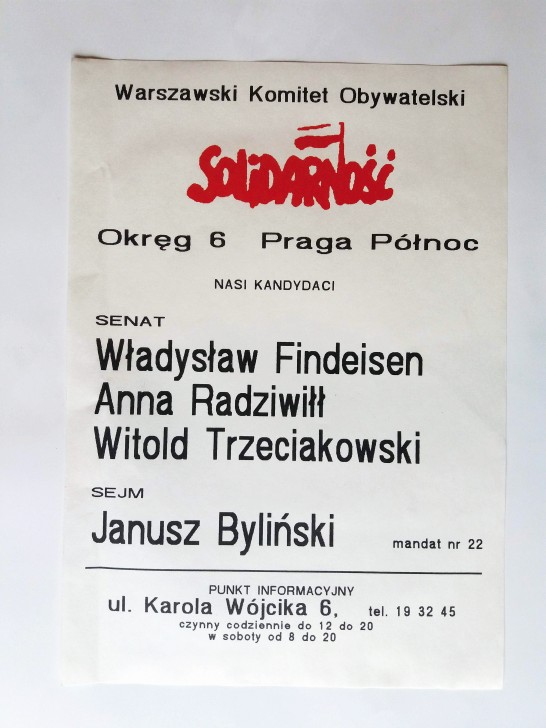 Warszawski Komitet Obywatelski
SOLIDARNOŚĆ
Okręg 6 Praga Północ
NASI KANDYDACI
SENAT
Władysław Findeisen
Anna Radziwiłł
Witold Trzeciakowski
SEJM
Janusz Byliński mandat nr 22
PUNKT INFORMACYJNY
ul. Karola Wójcika 6, tel. 19 32 45
czynny codziennie do 12 do 20
w soboty od 8 do 20